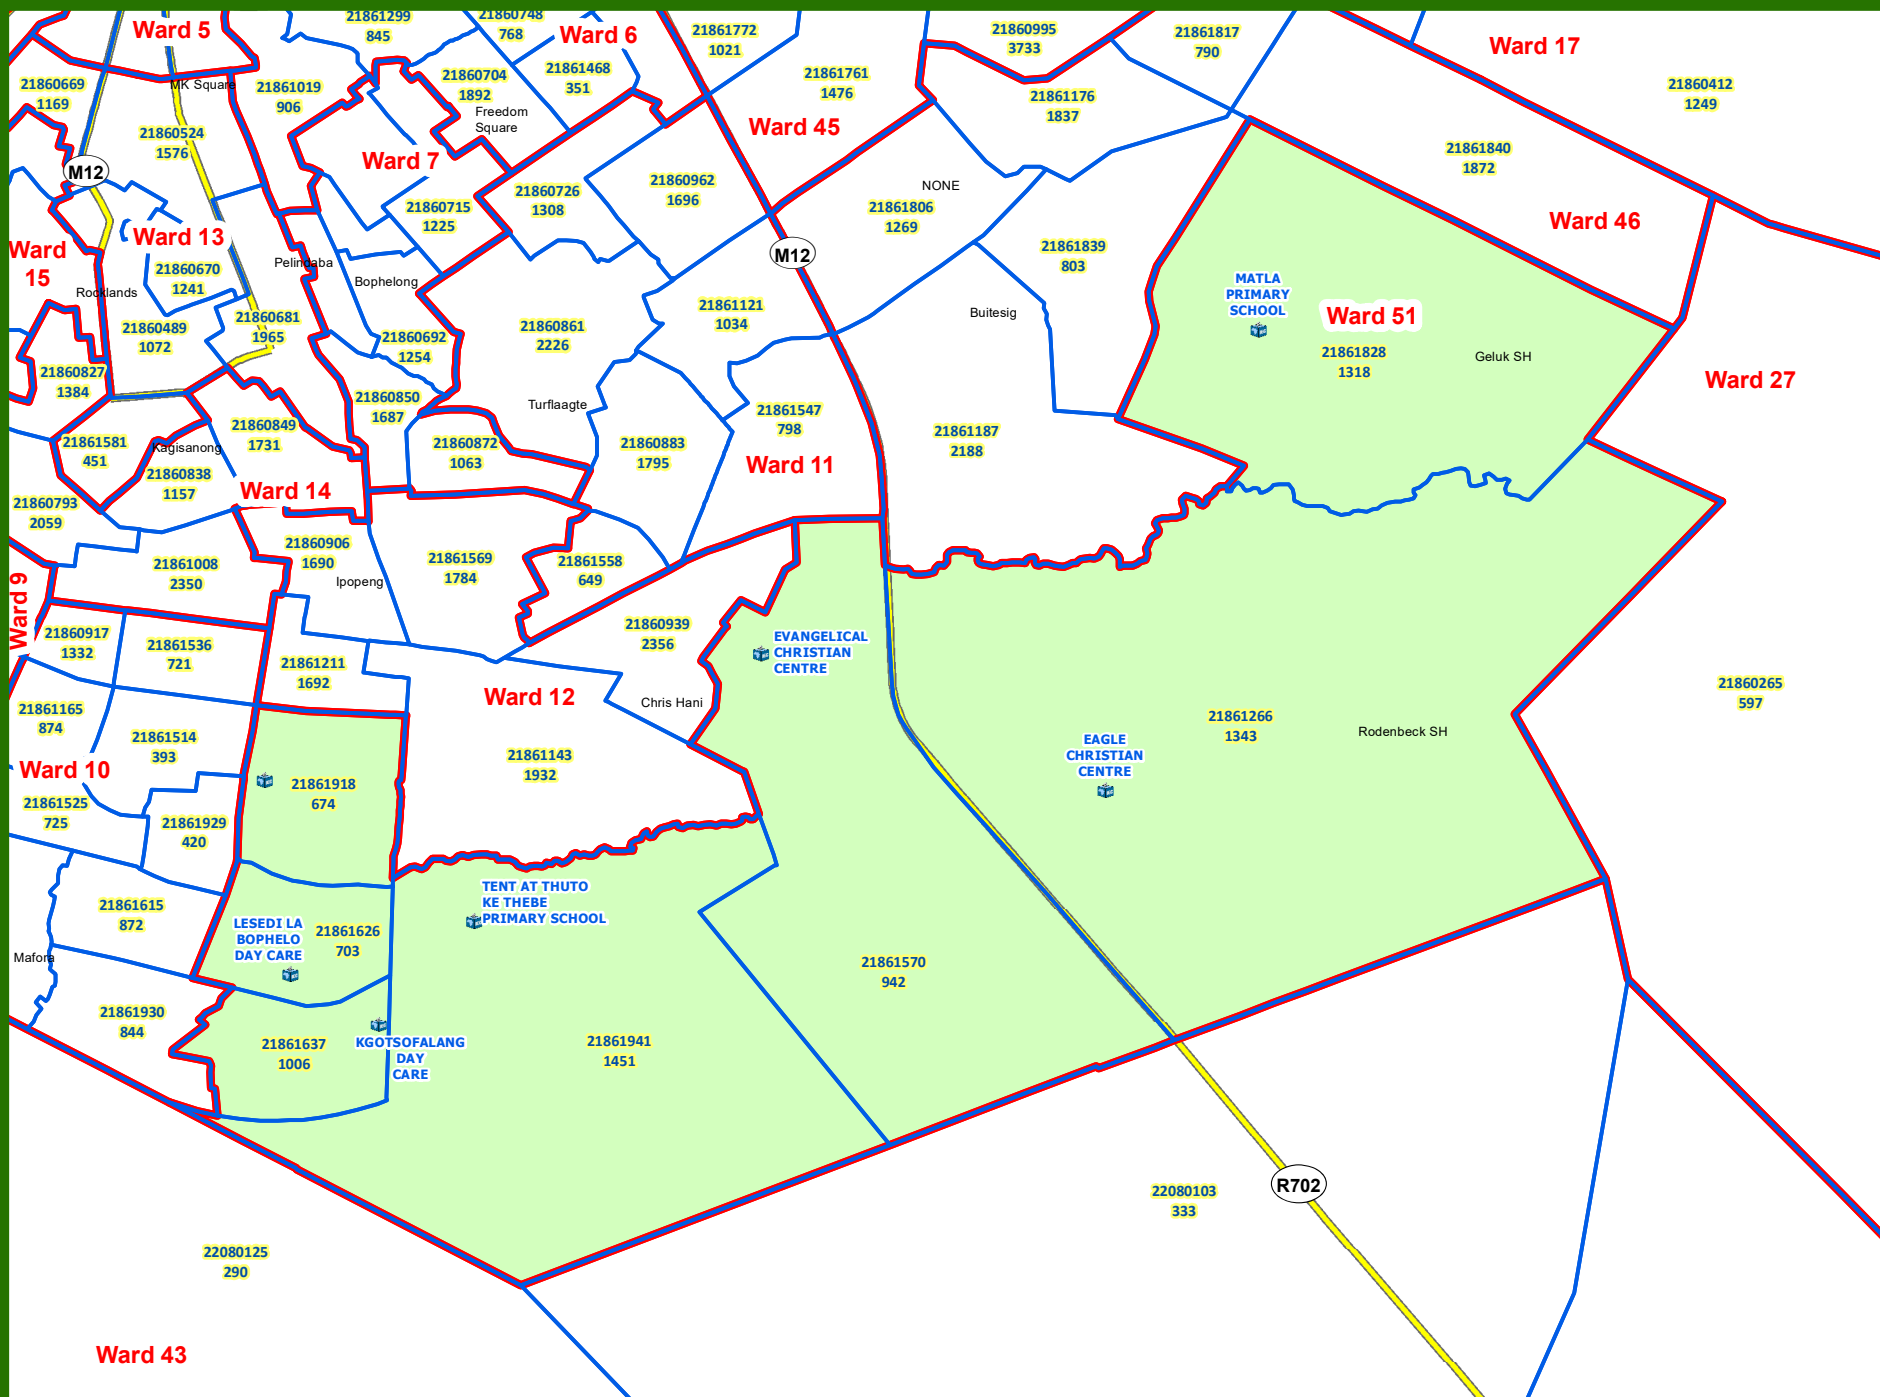 21861299
845
21860748
768
Ward 5
Ward 6
21861772
1021
21860995
3733
21861817
790
Ward 17
21860669
1169
MK Square
21861019
906
21860704
1892
21861468
351
21861761
1476
21861176
1837
21860412
1249
Freedom
Square
21860524
1576
Ward 7
Ward 45
21861840
1872
M12
21860726
1308
21860962
1696
NONE
21861806
1269
21860715
1225
Ward 46
Ward 13
Ward
15
M12
21861839
803
Pelindaba
21860670
1241
Bophelong
Rocklands
MATLA
PRIMARY
SCHOOL
21861121
1034
Buitesig
Ward 51
21860681
1965
21860489
1072
21860692
1254
21860861
2226
21861828
1318
Geluk SH
21860827
1384
Ward 27
21860850
1687
Turflaagte
21861547
798
21860849
1731
21861581
451
Kagisanong
21860872
1063
21860883
1795
21861187
2188
Ward 11
21860838
1157
Ward 14
21860793
2059
21860906
1690
21861008
2350
Ipopeng
21861569
1784
21861558
649
Ward 9
21860917
1332
21861536
721
21860939
2356
EVANGELICAL
CHRISTIAN
CENTRE
21861211
1692
Ward 12
Chris Hani
21860265
597
21861165
874
21861514
393
21861266
1343
Rodenbeck SH
EAGLE
CHRISTIAN
CENTRE
21861143
1932
Ward 10
21861918
674
21861525
725
21861929
420
TENT AT THUTO
KE THEBE
PRIMARY SCHOOL
21861615
872
LESEDI LA
BOPHELO
DAY CARE
21861626
703
Mafora
21861570
942
21861930
844
21861637
1006
KGOTSOFALANG
DAY
CARE
21861941
1451
R702
22080103
333
22080125
290
Ward 43